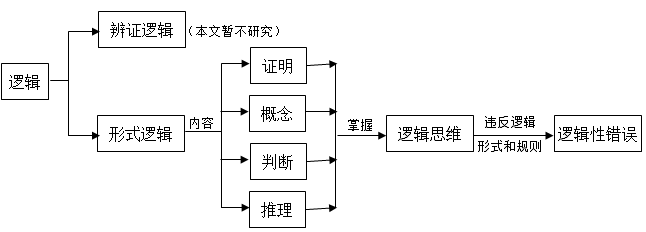 辨证逻辑
（本文暂不研究）
逻辑
形式逻辑
内容
证明
概念
判断
推理
掌握
逻辑思维
违反逻辑
形式和规则
逻辑性错误